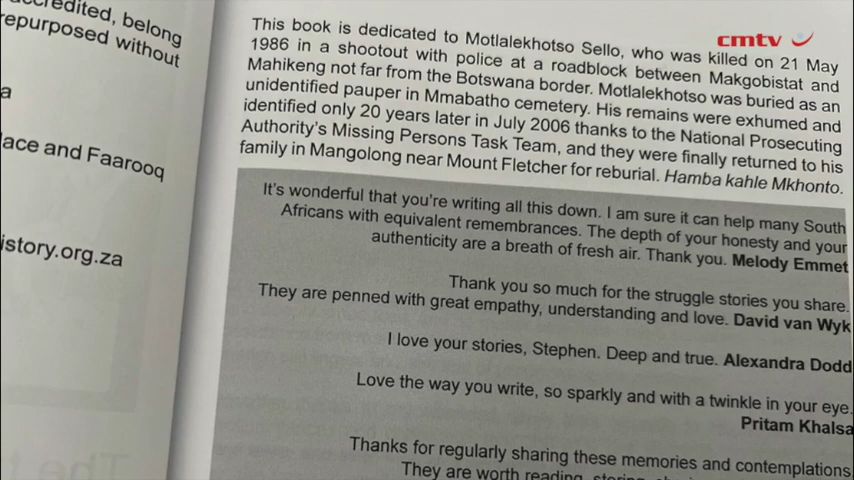 ccredited, belong
repurposed without
a
lace and Faarooq
istory.org.za
cmtv
This book is dedicated to Motlalekhotso Sello, who was killed on 21 May
1986 in a shootout with police at a roadblock between Makgobistat and
Mahikeng not far from the Botswana border. Motlalekhotso was buried as an
unidentified pauper in Mmabatho cemetery. His remains were exhumed and
identified only 20 years later in July 2006 thanks to the National Prosecuting
Authority's Missing Persons Task Team, and they were finally returned to his
family in Mangolong near Mount Fletcher for reburial. Hamba kahle Mkhonto.
It's wonderful that you're writing all this down. I am sure it can help many South
Africans with equivalent remembrances. The depth of your honesty and your
authenticity are a breath of fresh air. Thank you. Melody Emmet
Thank you so much for the struggle stories you share.
They are penned with great empathy, understanding and love. David van Wyk
I love your stories, Stephen. Deep and true. Alexandra Dodd
Love the way you write, so sparkly and with a twinkle in your eye.
Pritam Khalsa
Thanks for regularly sharing these memories and contemplations.
They are worth reading, storing,